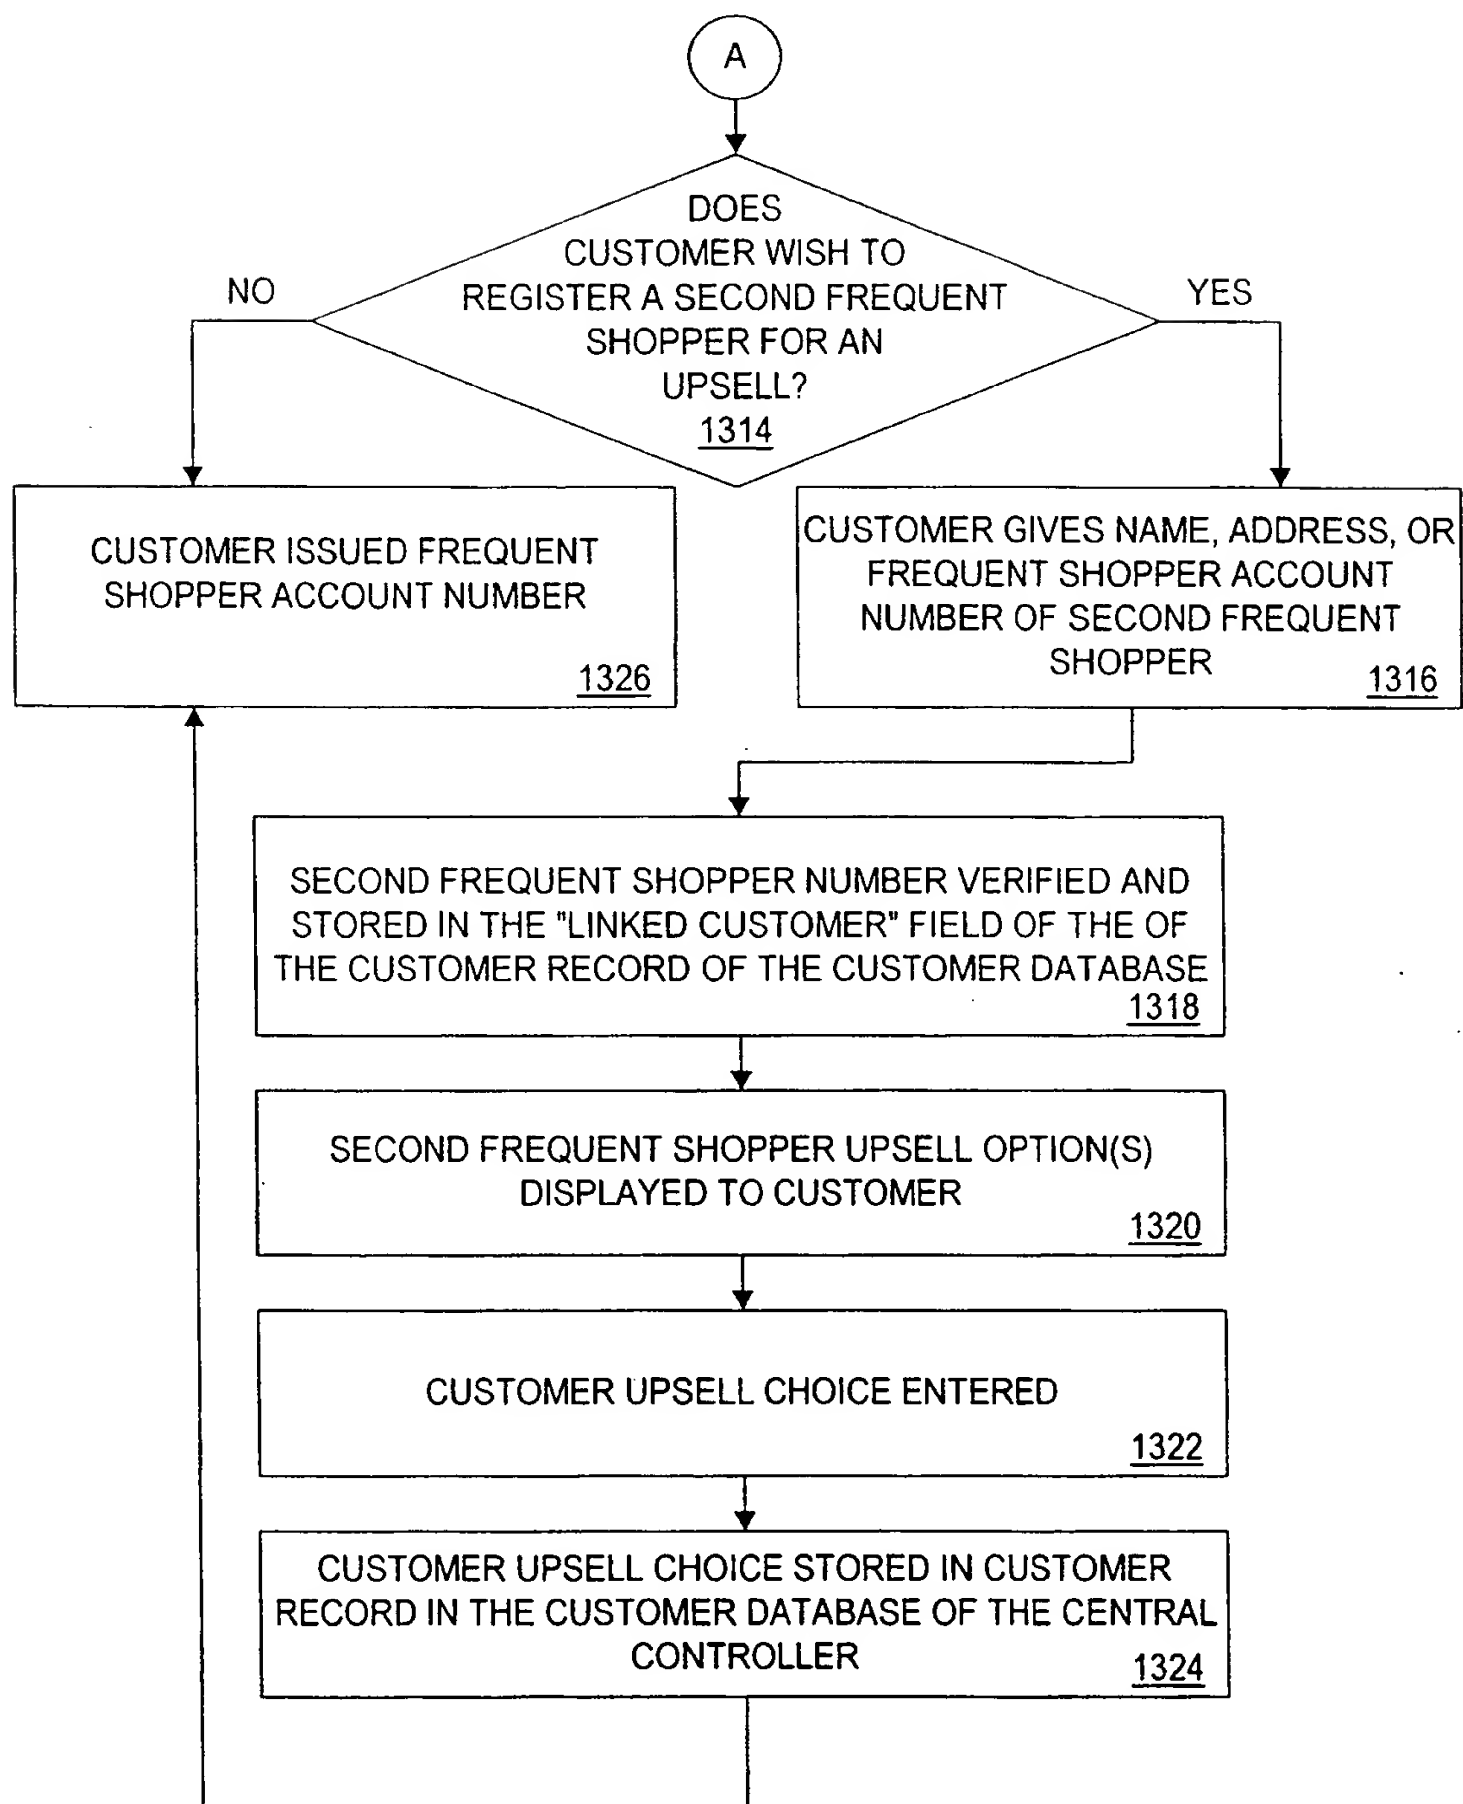 A
DOES
CUSTOMER WISH TO
REGISTER A SECOND FREQUENT
SHOPPER FOR AN
UPSELL?
1314
NO
YES
CUSTOMER ISSUED FREQUENT
SHOPPER ACCOUNT NUMBER
1326
CUSTOMER GIVES NAME, ADDRESS, OR
FREQUENT SHOPPER ACCOUNT
NUMBER OF SECOND FREQUENT
SHOPPER
1316
SECOND FREQUENT SHOPPER NUMBER VERIFIED AND
STORED IN THE "LINKED CUSTOMER" FIELD OF THE OF
THE CUSTOMER RECORD OF THE CUSTOMER DATABASE
1318
SECOND FREQUENT SHOPPER UPSELL OPTION(S)
DISPLAYED TO CUSTOMER
1320
CUSTOMER UPSELL CHOICE ENTERED
1322
CUSTOMER UPSELL CHOICE STORED IN CUSTOMER
RECORD IN THE CUSTOMER DATABASE OF THE CENTRAL
CONTROLLER
1324